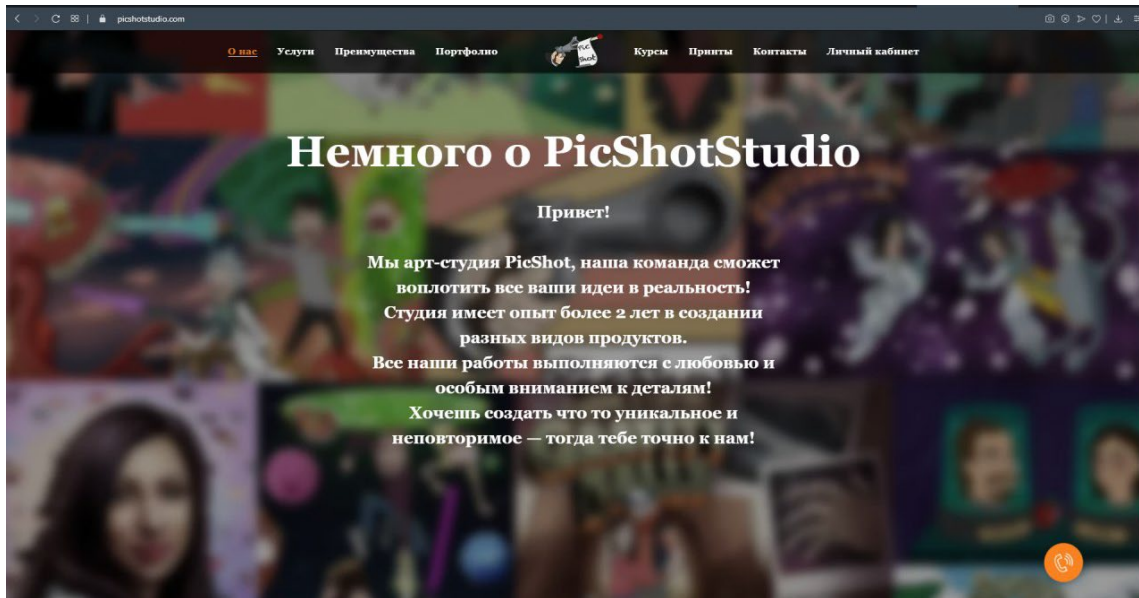 picshotstudio.com
О нас Услуги Преимущества Портфолио Pic Shot Курсы Принты Контакты Личный кабинет
Немного о PicShotStudio
Привет!
Мы арт-студия PicShot, наша команда сможет
воплотить все ваши идеи в реальность!
Студия имеет опыт более 2 лет в создании
разных видов продуктов.
Все наши работы выполняются с любовью и
особым вниманием к деталям!
Хочешь создать что то уникальное и
неповторимое — тогда тебе точно к нам!